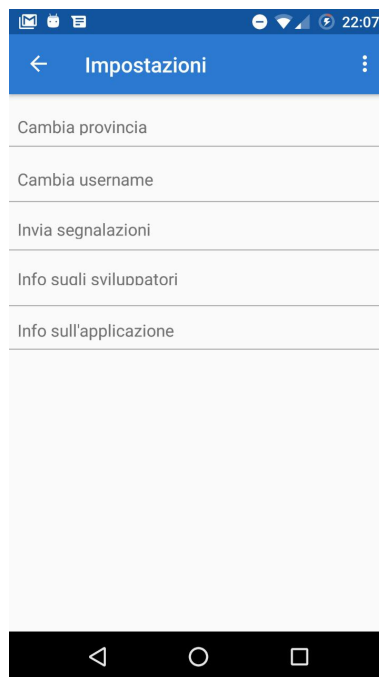 22:07
Impostazioni
Cambia provincia
Cambia username
Invia segnalazioni
Info sugli sviluppatori
Info sull'applicazione